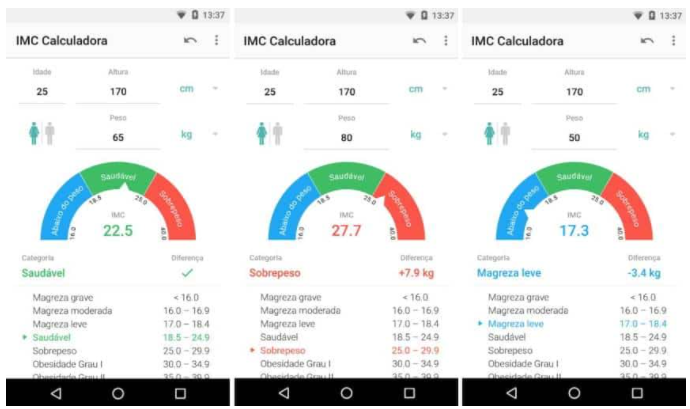 13:37
IMC Calculadora
Idade Altura
25 170 cm
Peso
65 kg
Abaixo do peso Saudável Sobrepeso
16.0 18.5 25.0 40.0
IMC
22.5
Categoria Diferença
Saudável
Magreza grave < 16.0
Magreza moderada 16.0 – 16.9
Magreza leve 17.0 – 18.4
Saudável 18.5 – 24.9
Sobrepeso 25.0 – 29.9
Obesidade Grau I 30.0 – 34.9
Obesidade Grau II 35.0 – 39.9
13:37
IMC Calculadora
Idade Altura
25 170 cm
Peso
80 kg
Abaixo do peso Saudável Sobrepeso
16.0 18.5 25.0 40.0
IMC
27.7
Categoria Diferença
Sobrepeso +7.9 kg
Magreza grave < 16.0
Magreza moderada 16.0 – 16.9
Magreza leve 17.0 – 18.4
Saudável 18.5 – 24.9
Sobrepeso 25.0 – 29.9
Obesidade Grau I 30.0 – 34.9
Obesidade Grau II 35.0 – 39.9
13:37
IMC Calculadora
Idade Altura
25 170 cm
Peso
50 kg
Abaixo do peso Saudável Sobrepeso
16.0 18.5 25.0 40.0
IMC
17.3
Categoria Diferença
Magreza leve -3.4 kg
Magreza grave < 16.0
Magreza moderada 16.0 – 16.9
Magreza leve 17.0 – 18.4
Saudável 18.5 – 24.9
Sobrepeso 25.0 – 29.9
Obesidade Grau I 30.0 – 34.9
Obesidade Grau II 35.0 – 39.9